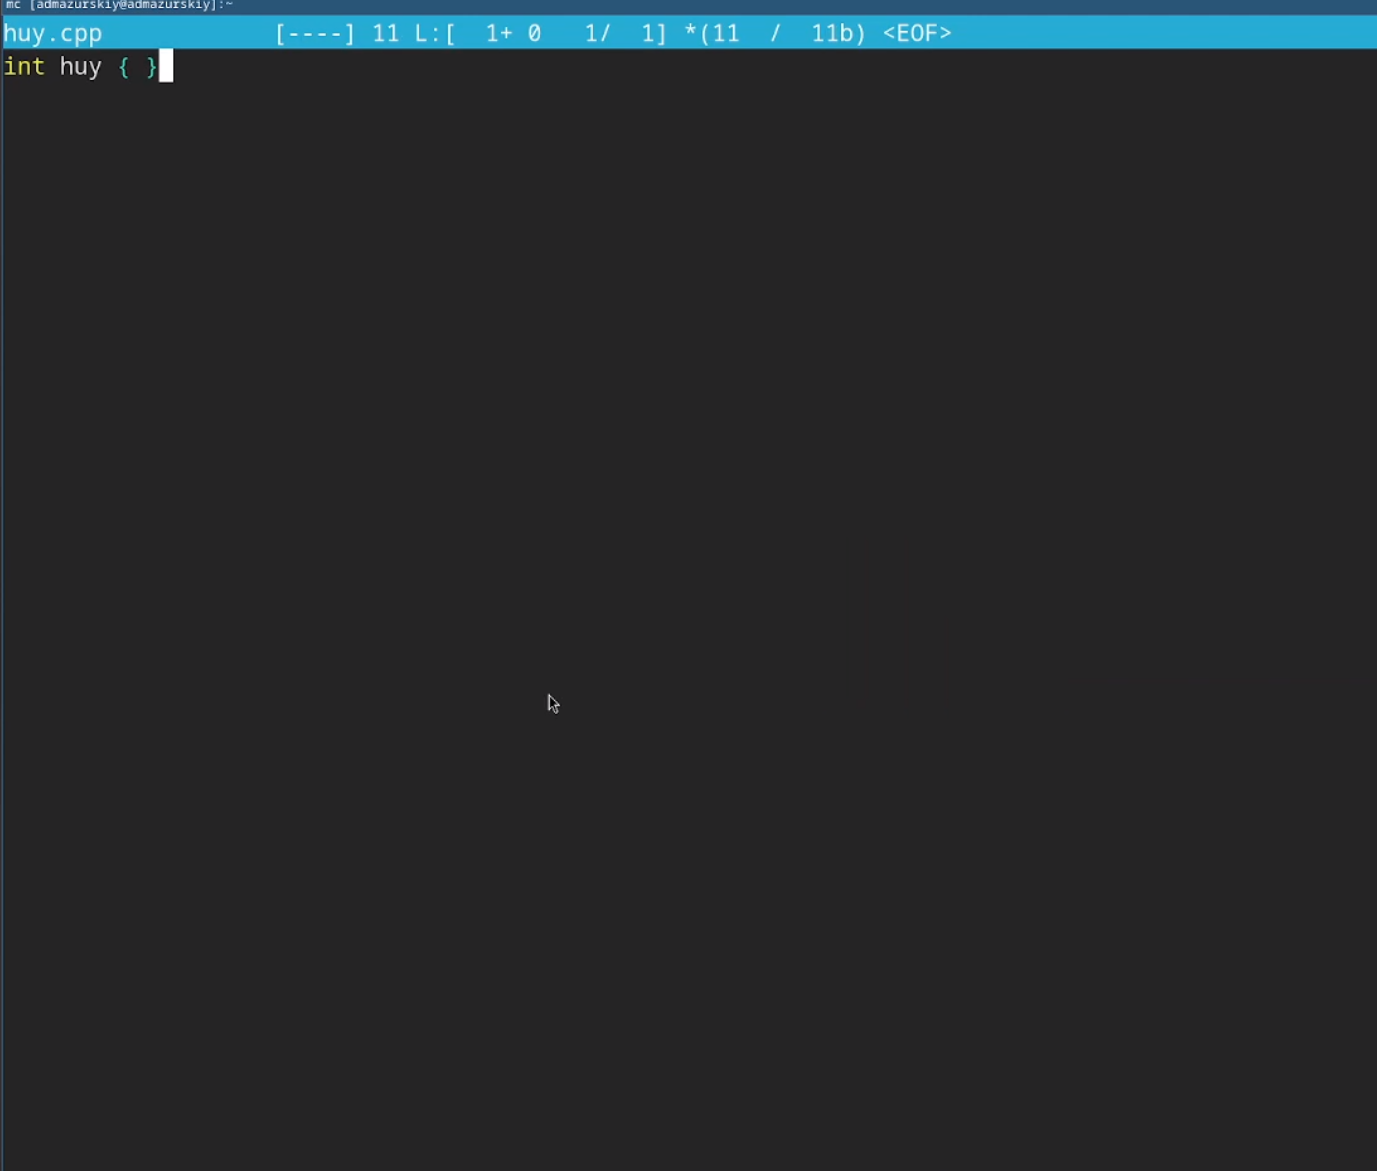 mc [admazurskiy@admazurskiy]:~
huy.cpp [----] 11 L:[ 1+ 0 1/ 1] *(11 / 11b) <EOF>
int huy { }